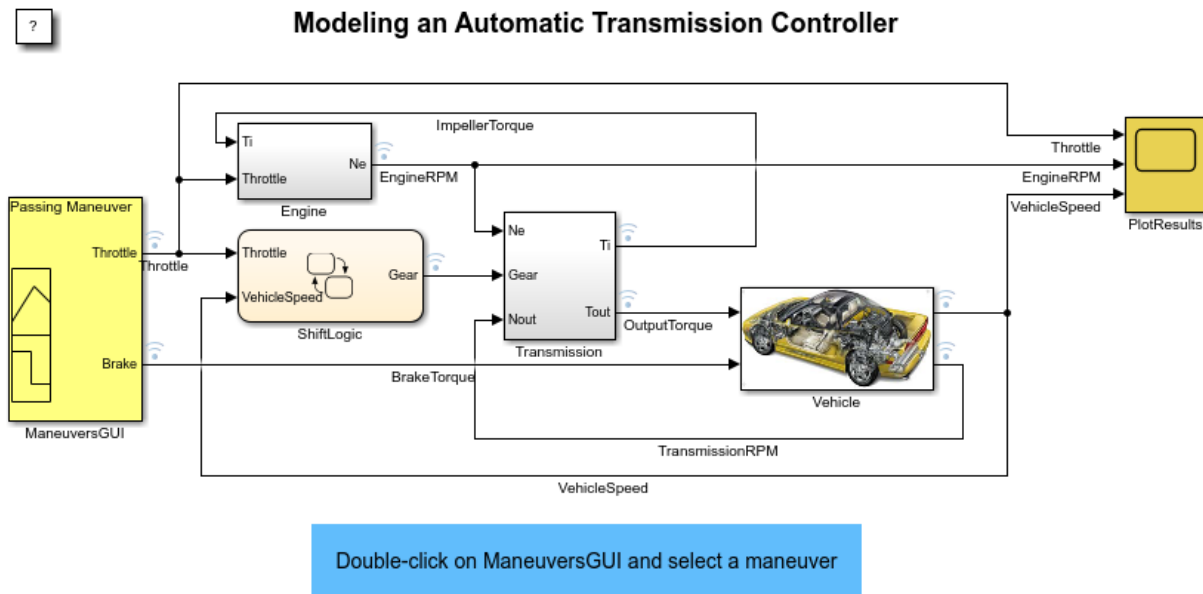 ?
Modeling an Automatic Transmission Controller
ImpellerTorque
Ti
Throttle
Ne
EngineRPM
Engine
Throttle
EngineRPM
VehicleSpeed
PlotResults
Passing Maneuver
Throttle
Throttle
Brake
ManeuversGUI
Throttle
VehicleSpeed
Gear
ShiftLogic
Ne
Gear
Nout
Ti
Tout
Transmission
OutputTorque
BrakeTorque
Vehicle
TransmissionRPM
VehicleSpeed
Double-click on ManeuversGUI and select a maneuver